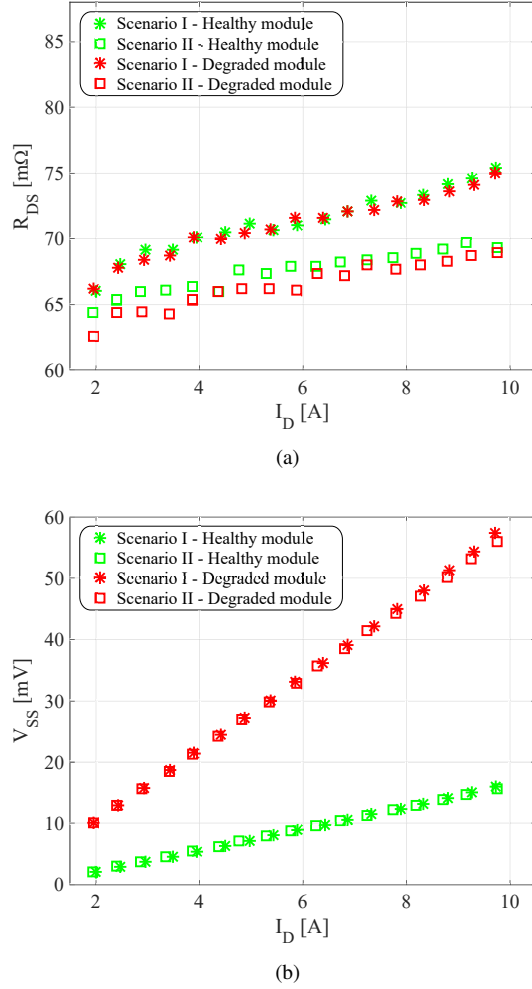 Scenario I - Healthy module
Scenario II - Healthy module
Scenario I - Degraded module
Scenario II - Degraded module
85
80
75
70
65
60
R_DS [mΩ]
2 4 6 8 10
I_D [A]
(a)
60
Scenario I - Healthy module
Scenario II - Healthy module
Scenario I - Degraded module
Scenario II - Degraded module
50
40
30
20
10
0
V_SS [mV]
2 4 6 8 10
I_D [A]
(b)